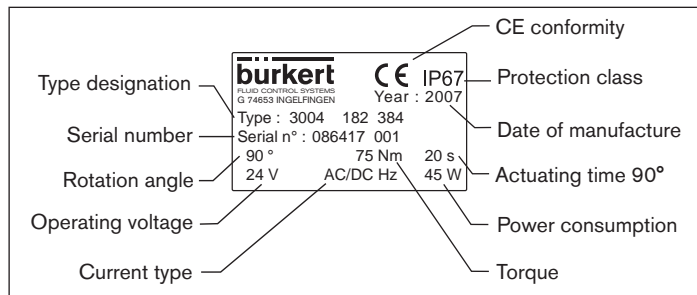 CE conformity
Type designation
Protection class
Serial number
Date of manufacture
Rotation angle
Actuating time 90°
Operating voltage
Power consumption
Current type
Torque
bürkert
FLUID CONTROL SYSTEMS
G 74653 INGELFINGEN
CE IP67
Year : 2007
Type : 3004 182 384
Serial n° : 086417 001
90 ° 75 Nm 20 s
24 V AC/DC Hz 45 W